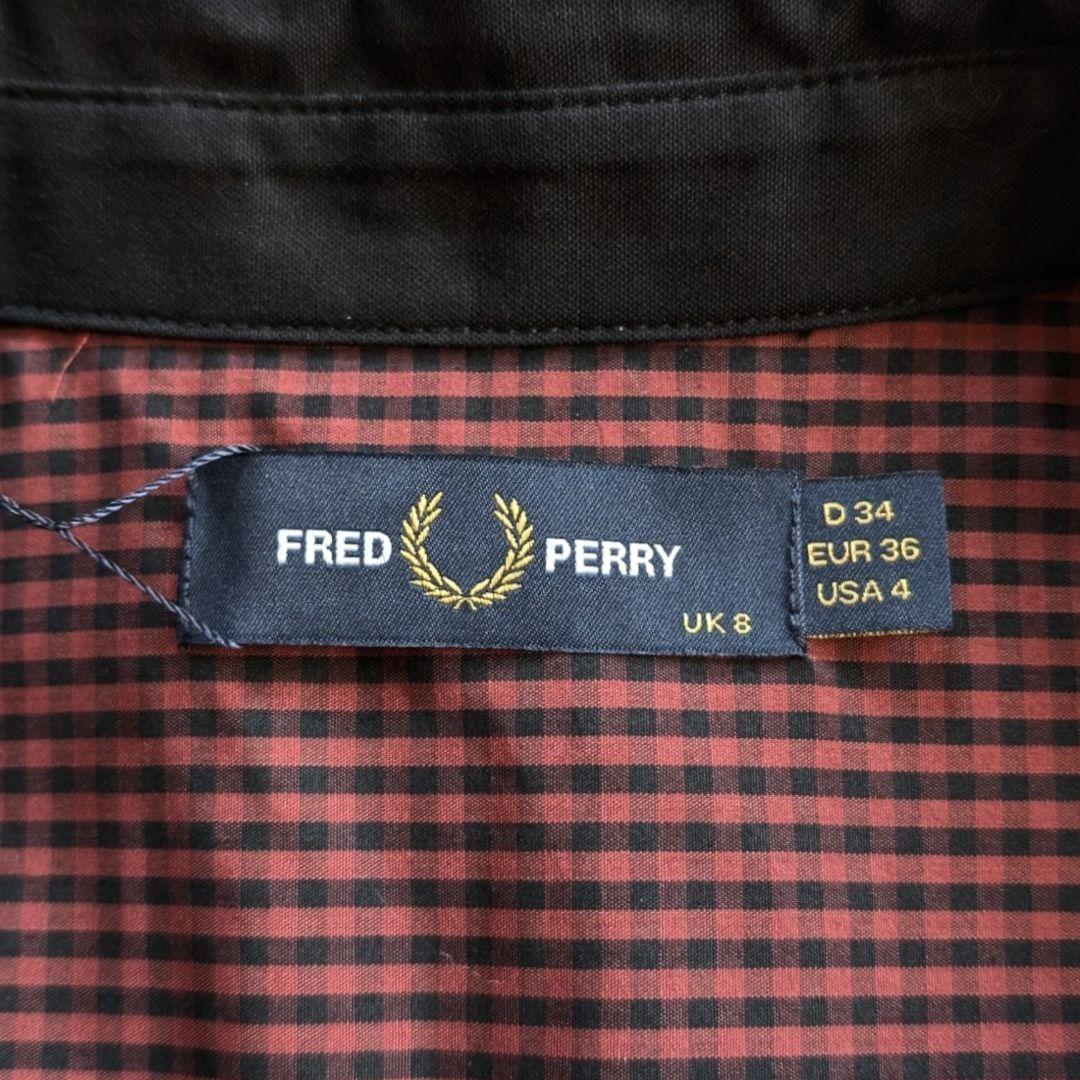 FRED PERRY
UK 8
D 34
EUR 36
USA 4